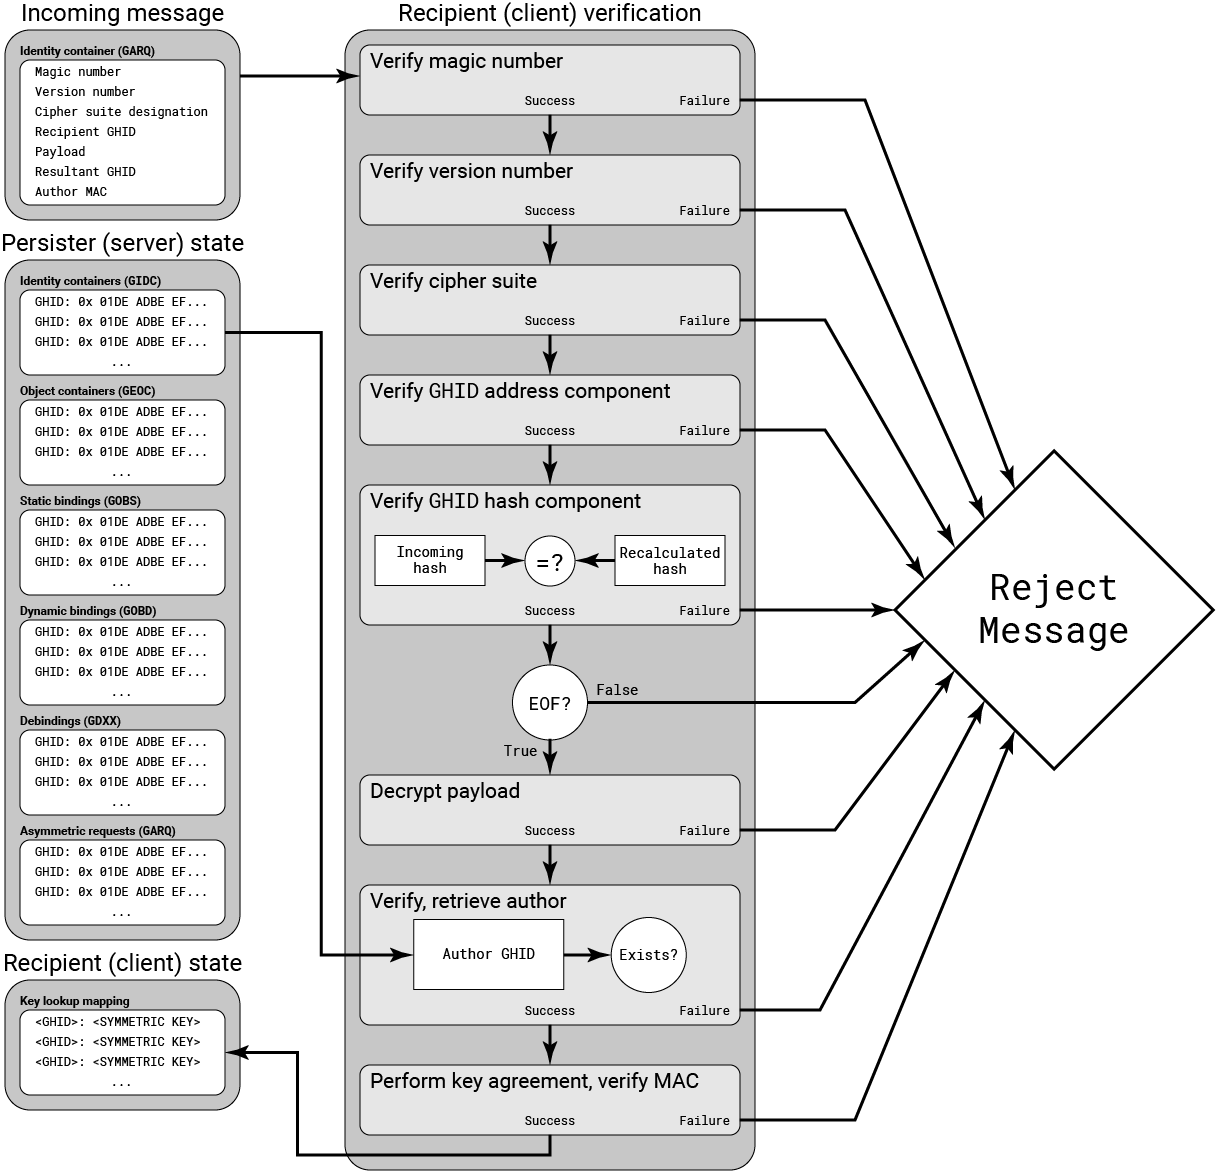 Incoming message
Identity container (GARQ)
Magic number
Version number
Cipher suite designation
Recipient GHID
Payload
Resultant GHID
Author MAC
Persister (server) state
Identity containers (GIDC)
GHID: 0x 01DE ADBE EF...
GHID: 0x 01DE ADBE EF...
GHID: 0x 01DE ADBE EF...
...
Object containers (GEOC)
GHID: 0x 01DE ADBE EF...
GHID: 0x 01DE ADBE EF...
GHID: 0x 01DE ADBE EF...
...
Static bindings (GOBS)
GHID: 0x 01DE ADBE EF...
GHID: 0x 01DE ADBE EF...
GHID: 0x 01DE ADBE EF...
...
Dynamic bindings (GOBD)
GHID: 0x 01DE ADBE EF...
GHID: 0x 01DE ADBE EF...
GHID: 0x 01DE ADBE EF...
...
Debindings (GDXX)
GHID: 0x 01DE ADBE EF...
GHID: 0x 01DE ADBE EF...
GHID: 0x 01DE ADBE EF...
...
Asymmetric requests (GARQ)
GHID: 0x 01DE ADBE EF...
GHID: 0x 01DE ADBE EF...
GHID: 0x 01DE ADBE EF...
...
Recipient (client) state
Key lookup mapping
<GHID>: <SYMMETRIC KEY>
<GHID>: <SYMMETRIC KEY>
<GHID>: <SYMMETRIC KEY>
...
Recipient (client) verification
Verify magic number
Success Failure
Verify version number
Success Failure
Verify cipher suite
Success Failure
Verify GHID address component
Success Failure
Verify GHID hash component
Incoming
hash
=?
Recalculated
hash
Success Failure
EOF?
False
True
Decrypt payload
Success Failure
Verify, retrieve author
Author GHID
Exists?
Success Failure
Perform key agreement, verify MAC
Success Failure
Reject
Message